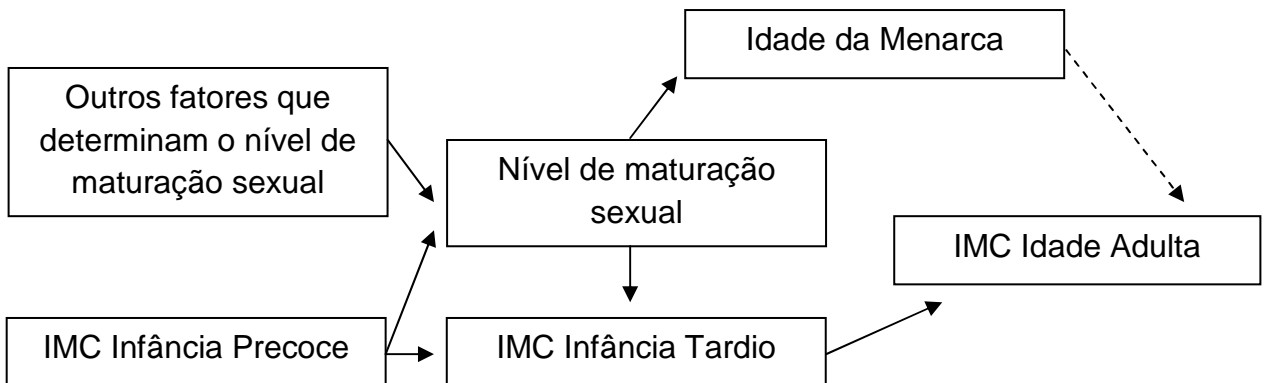 Idade da Menarca
Outros fatores que
determinam o nível de
maturação sexual
Nível de maturação
sexual
IMC Idade Adulta
IMC Infância Precoce
IMC Infância Tardio